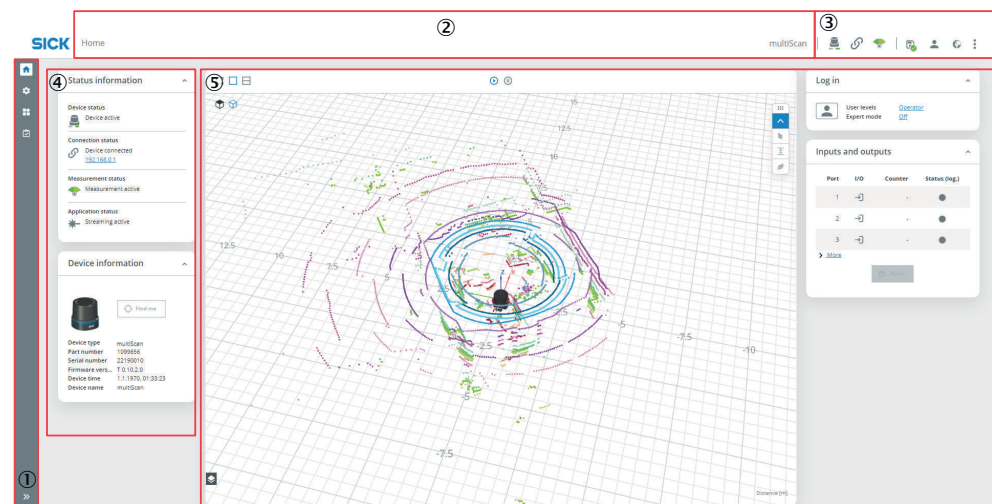 ②
③
SICK Home multiScan
④ Status information
⑤
Log in
Device status
Device active
User levels Operator
Expert mode Off
Connection status
Device connected
192.168.0.1
Inputs and outputs
Measurement status
Measurement active
Port I/O Counter Status (log.)
1 -
2 -
3 -
More
Application status
Streaming active
Device information
Find me
Device type multiScan
Part number 1099856
Serial number 22190010
Firmware vers... T 0.10.2.0
Device time 1.1.1970, 01:33:23
Device name multiScan
①
15
12.5
10
12.5
10
7.5
5
2.5
z
x
-2.5
-2.5
-5
-5
-7.5
-7.5
-10
Distance [m]